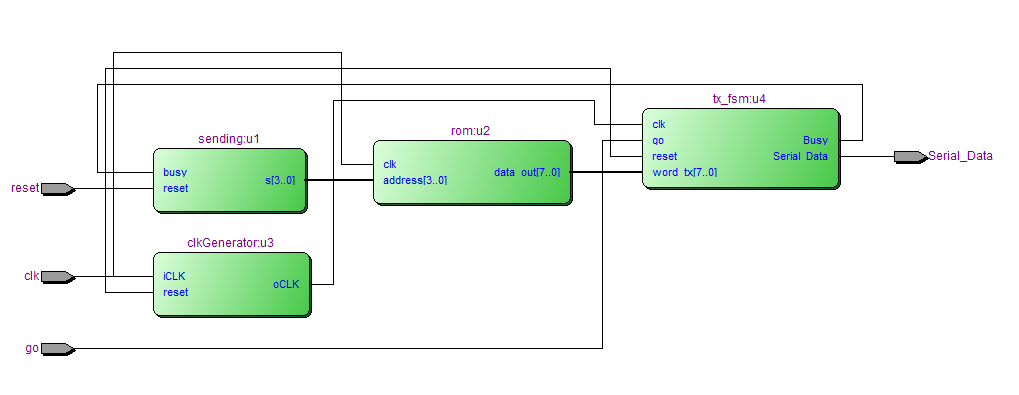 tx_fsm:u4
rom:u2
sending:u1
clk
go
Busy
reset
Serial_Data
Serial_Data
word_tx[7..0]
clk
address[3..0]
data_out[7..0]
busy
reset
s[3..0]
reset
clkGenerator:u3
clk
iCLK
reset
oCLK
go